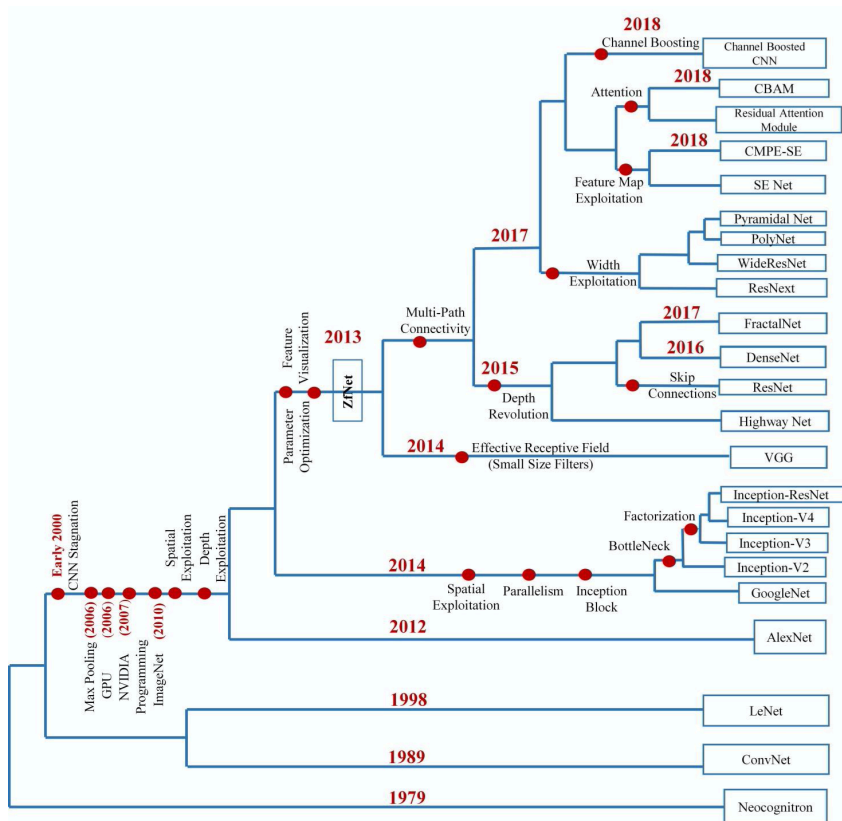 2018
Channel Boosting
Channel Boosted
CNN
2018
CBAM
Attention
Residual Attention
Module
2018
CMPE-SE
Feature Map
Exploitation
SE Net
Pyramidal Net
PolyNet
2017
Width
Exploitation
WideResNet
ResNext
Multi-Path
Connectivity
2017
FractalNet
2016
DenseNet
2015
Depth
Revolution
Skip
Connections
ResNet
Highway Net
Feature
Visualization
2013
ZfNet
Parameter
Optimization
2014
Effective Receptive Field
(Small Size Filters)
VGG
Inception-ResNet
Factorization
Inception-V4
BottleNeck
Inception-V3
Inception-V2
2014
Spatial
Exploitation
Parallelism
Inception
Block
GoogleNet
Early 2000
CNN Stagnation
Spatial
Exploitation
Depth
Exploitation
Max Pooling (2006)
GPU (2006)
NVIDIA (2007)
Programming
ImageNet (2010)
2012
AlexNet
1998
LeNet
1989
ConvNet
1979
Neocognitron